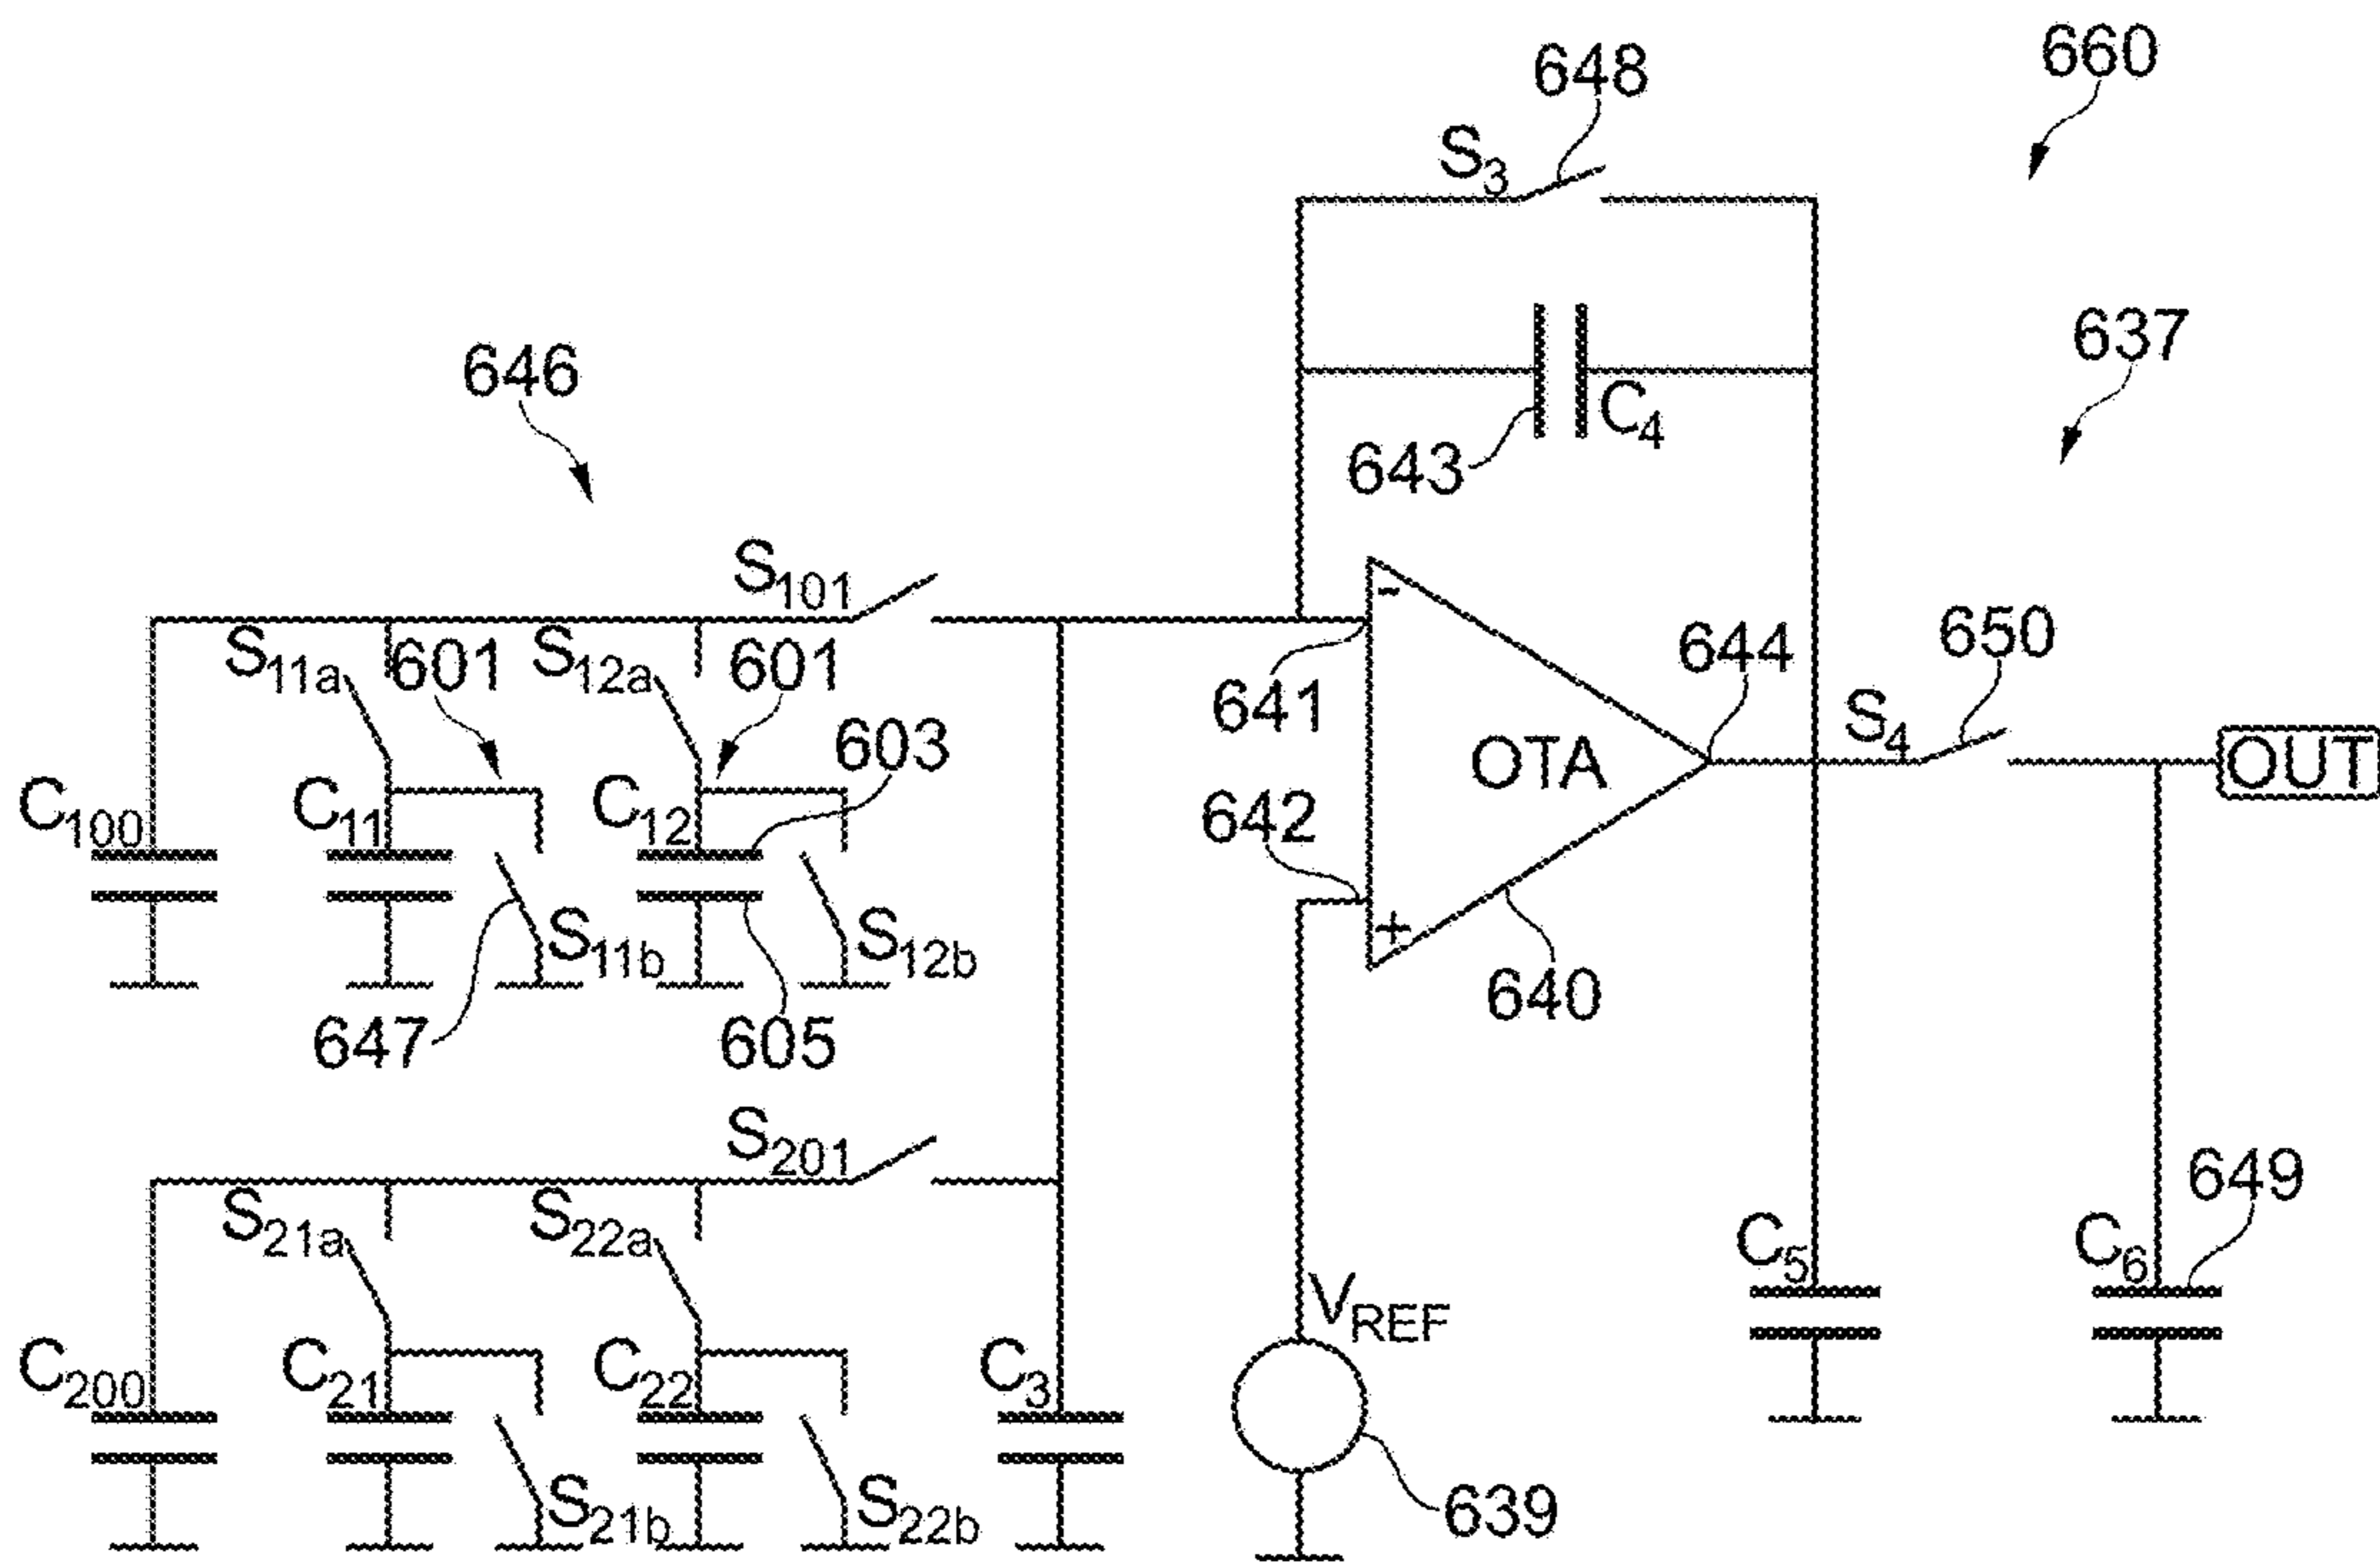 660
648
S3
637
646
C4
643
S101
S11a
601
S12a
601
603
641
-
644
650
S4
OTA
OUT
C100
C11
C12
642
+
S11b
S12b
640
647
605
S201
S21a
S22a
649
C5
C6
VREF
C200
C21
C22
C3
S21b
S22b
639